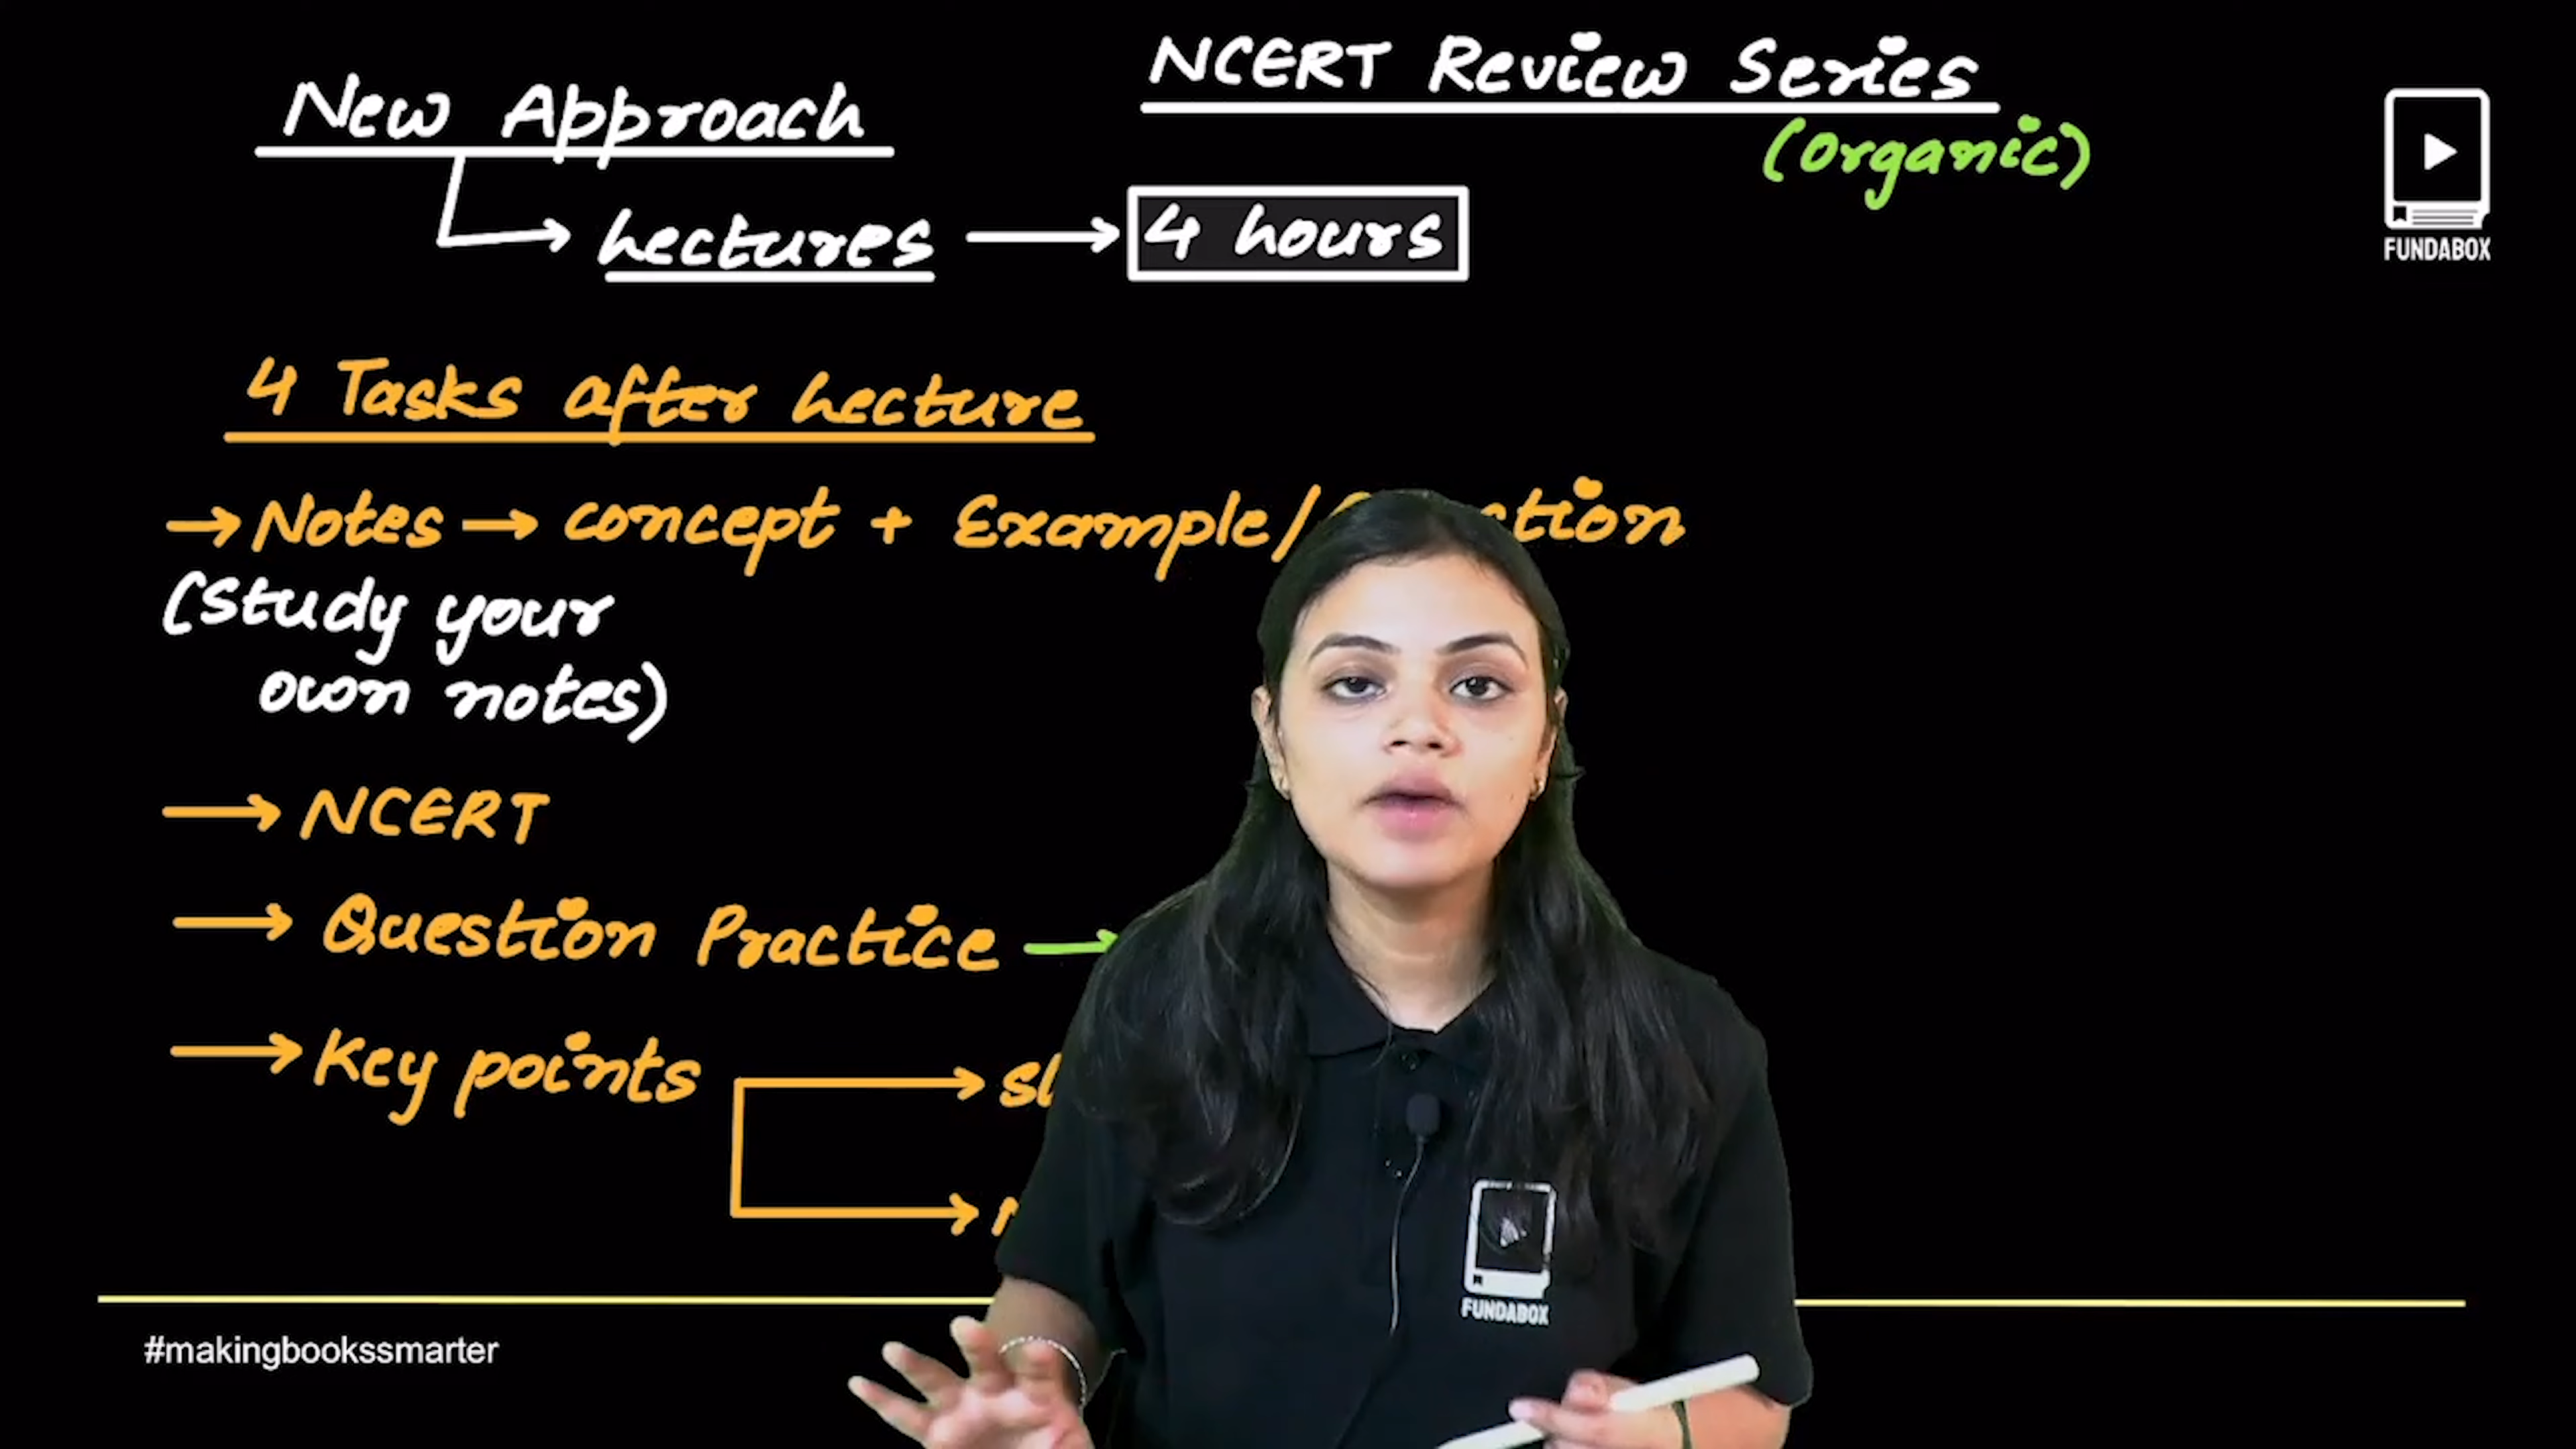 New Approach
NCERT Review Series
(Organic)
Lectures → 4 hours
FUNDABOX
4 Tasks after Lecture
→ Notes → concept + Example/
(Study your
own notes)
→ NCERT
→ Question Practice →
→ Key points
FUNDABOX
#makingbookssmarter